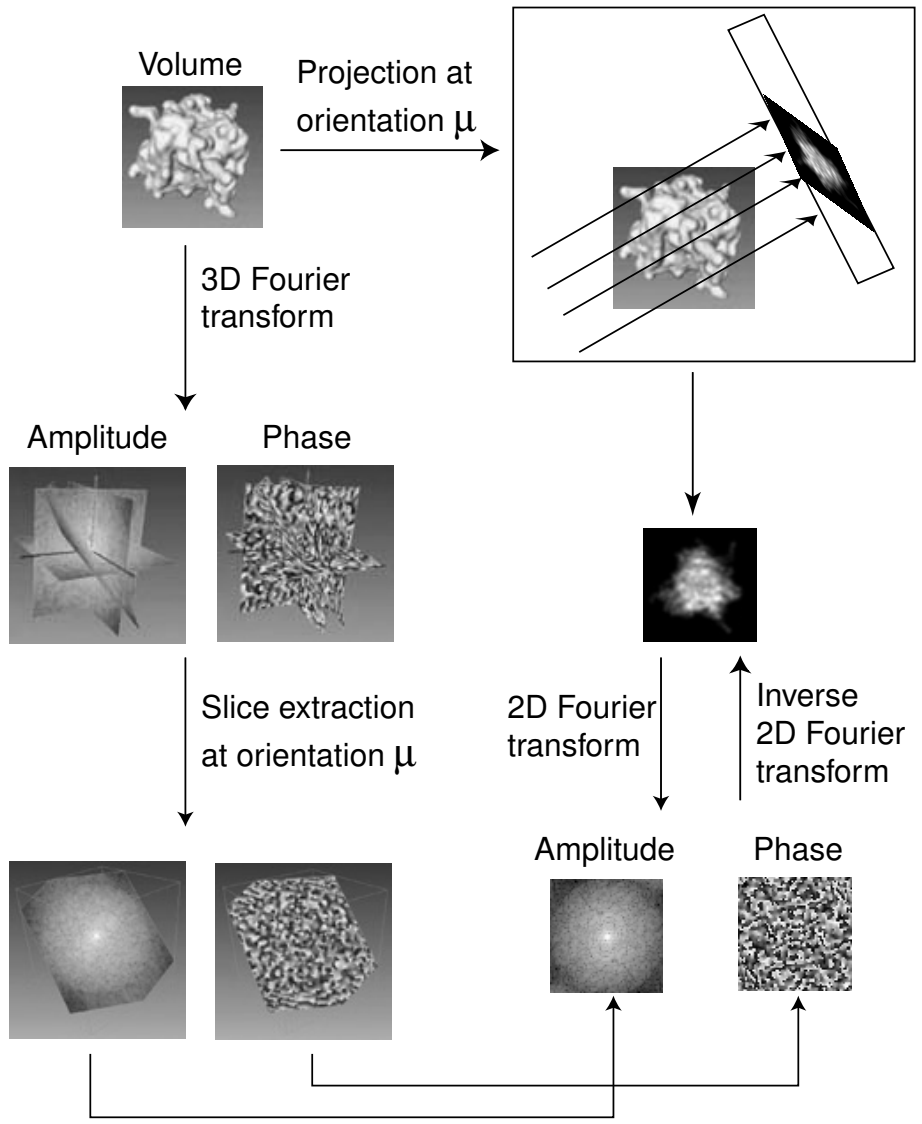 Volume
Projection at
orientation μ
3D Fourier
transform
Amplitude
Phase
Slice extraction
at orientation μ
2D Fourier
transform
Inverse
2D Fourier
transform
Amplitude
Phase